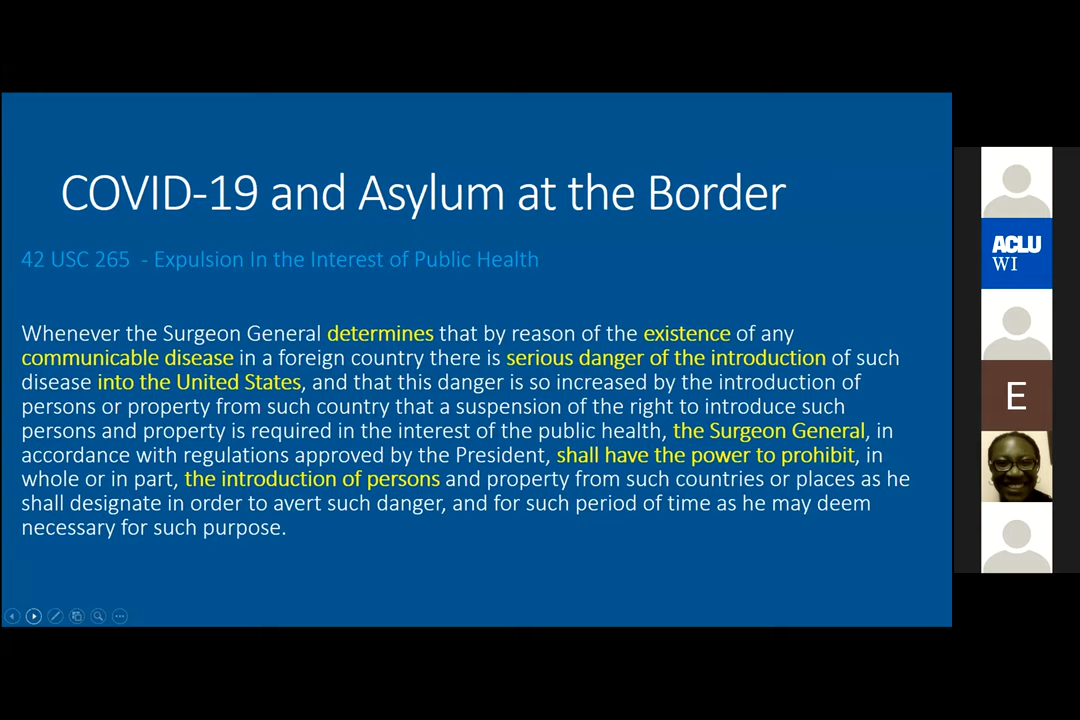 COVID-19 and Asylum at the Border
42 USC 265 - Expulsion In the Interest of Public Health
Whenever the Surgeon General determines that by reason of the existence of any
communicable disease in a foreign country there is serious danger of the introduction of such
disease into the United States, and that this danger is so increased by the introduction of
persons or property from such country that a suspension of the right to introduce such
persons and property is required in the interest of the public health, the Surgeon General, in
accordance with regulations approved by the President, shall have the power to prohibit, in
whole or in part, the introduction of persons and property from such countries or places as he
shall designate in order to avert such danger, and for such period of time as he may deem
necessary for such purpose.
ACLU
WI
E